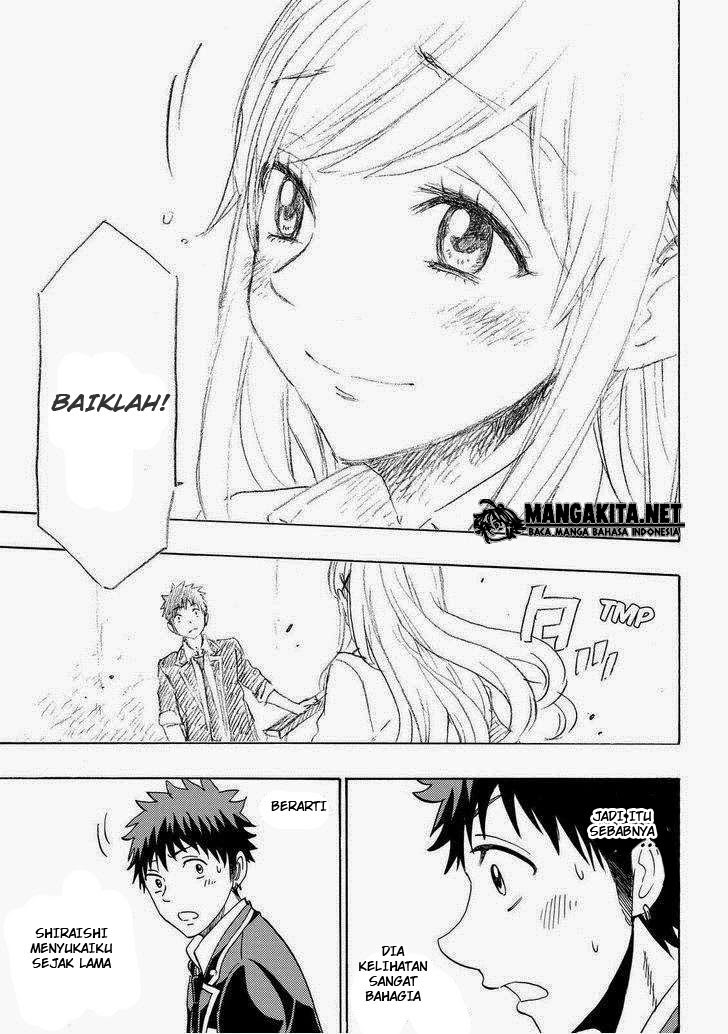 BAIKLAH!
MANGAKITA.NET
BACA MANGA BAHASA INDONESIA
TMP
JADI ITU
SEBABNYA
...
DIA
KELIHATAN
SANGAT
BAHAGIA
BERARTI
SHIRAISHI
MENYUKAIKU
SEJAK LAMA